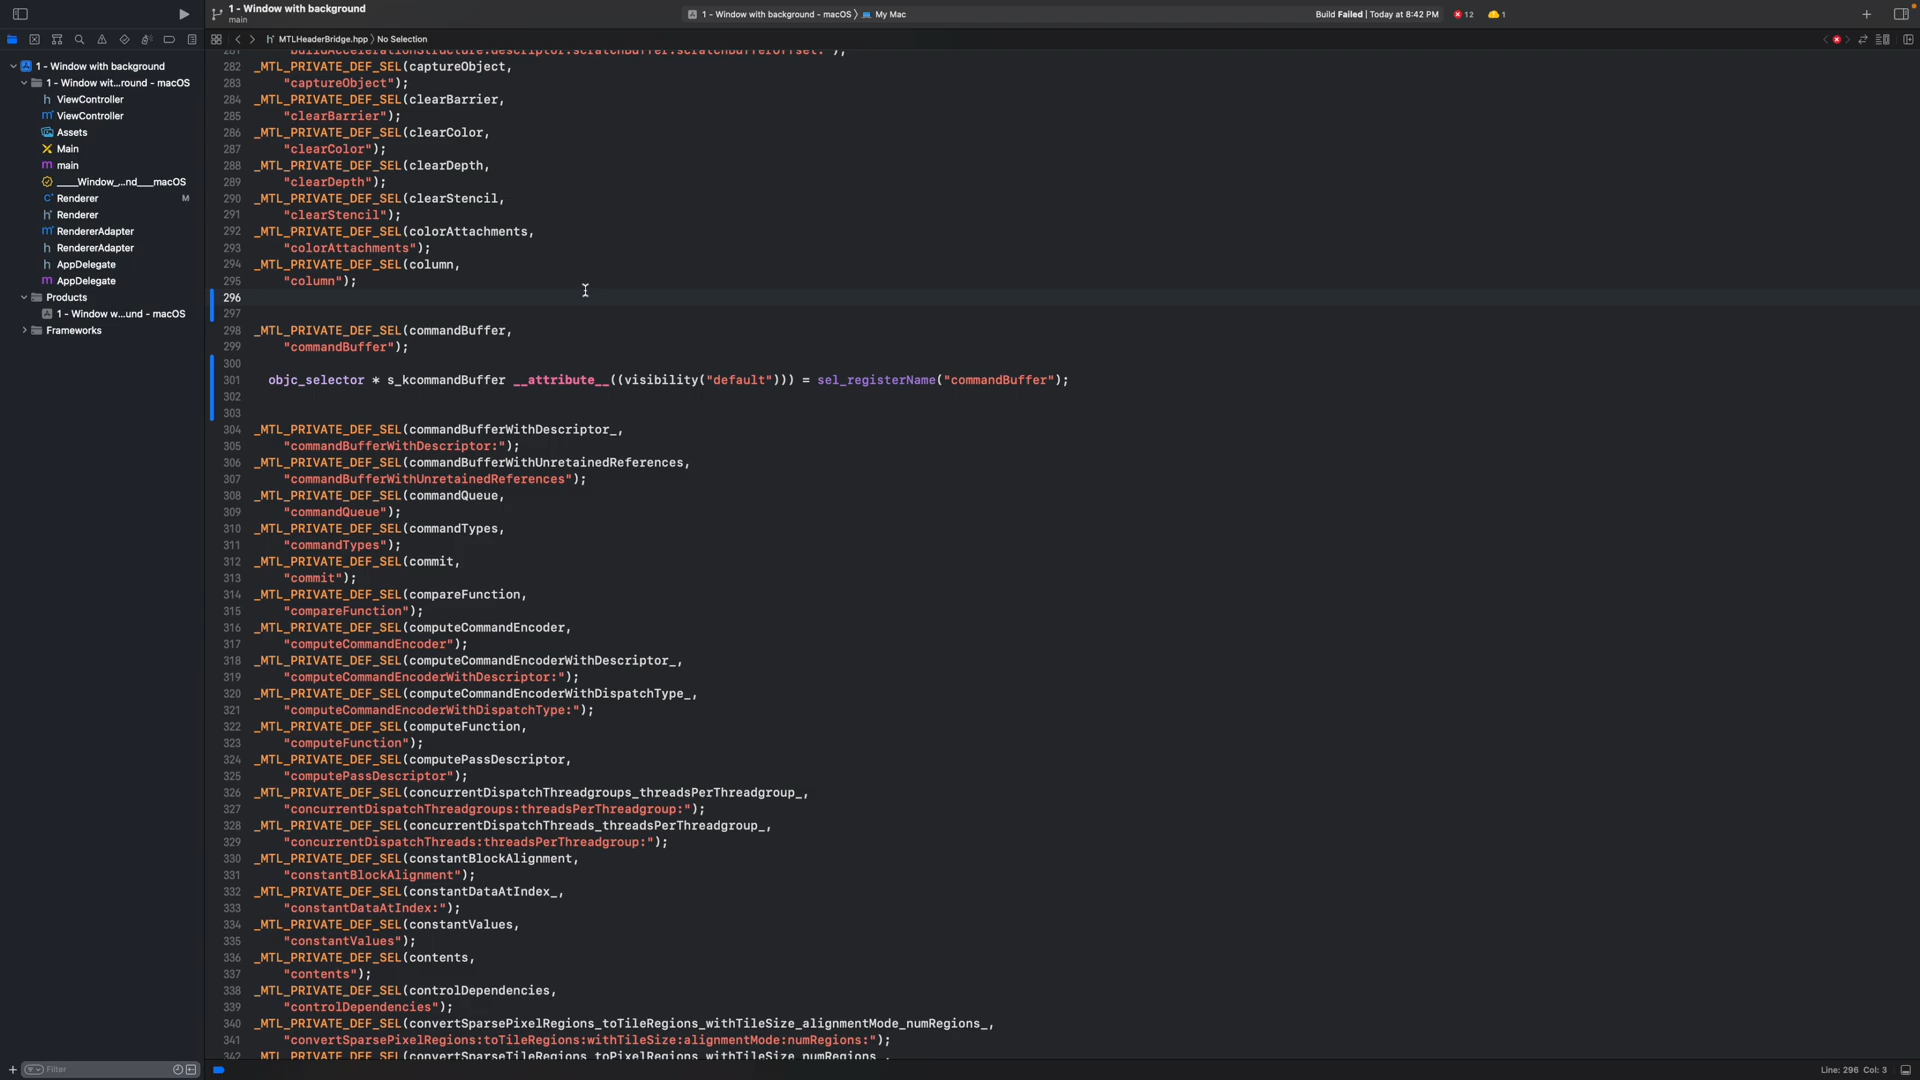 1 - Window with background
main
1 - Window with background - macOS 〉 My Mac
Build Failed | Today at 8:42 PM
12
1
MTLHeaderBridge.hpp 〉 No Selection
1 - Window with background
1 - Window wit...round - macOS
ViewController
ViewController
Assets
Main
main
____Window_...nd___macOS
Renderer M
Renderer
RendererAdapter
RendererAdapter
AppDelegate
AppDelegate
Products
1 - Window w...und - macOS
Frameworks
Filter
281 "buildAccelerationStructure:descriptor:scratchBuffer:scratchBufferOffset:");
282 _MTL_PRIVATE_DEF_SEL(captureObject,
283 "captureObject");
284 _MTL_PRIVATE_DEF_SEL(clearBarrier,
285 "clearBarrier");
286 _MTL_PRIVATE_DEF_SEL(clearColor,
287 "clearColor");
288 _MTL_PRIVATE_DEF_SEL(clearDepth,
289 "clearDepth");
290 _MTL_PRIVATE_DEF_SEL(clearStencil,
291 "clearStencil");
292 _MTL_PRIVATE_DEF_SEL(colorAttachments,
293 "colorAttachments");
294 _MTL_PRIVATE_DEF_SEL(column,
295 "column");
296
297
298 _MTL_PRIVATE_DEF_SEL(commandBuffer,
299 "commandBuffer");
300
301 objc_selector * s_kcommandBuffer __attribute__((visibility("default"))) = sel_registerName("commandBuffer");
302
303
304 _MTL_PRIVATE_DEF_SEL(commandBufferWithDescriptor_,
305 "commandBufferWithDescriptor:");
306 _MTL_PRIVATE_DEF_SEL(commandBufferWithUnretainedReferences,
307 "commandBufferWithUnretainedReferences");
308 _MTL_PRIVATE_DEF_SEL(commandQueue,
309 "commandQueue");
310 _MTL_PRIVATE_DEF_SEL(commandTypes,
311 "commandTypes");
312 _MTL_PRIVATE_DEF_SEL(commit,
313 "commit");
314 _MTL_PRIVATE_DEF_SEL(compareFunction,
315 "compareFunction");
316 _MTL_PRIVATE_DEF_SEL(computeCommandEncoder,
317 "computeCommandEncoder");
318 _MTL_PRIVATE_DEF_SEL(computeCommandEncoderWithDescriptor_,
319 "computeCommandEncoderWithDescriptor:");
320 _MTL_PRIVATE_DEF_SEL(computeCommandEncoderWithDispatchType_,
321 "computeCommandEncoderWithDispatchType:");
322 _MTL_PRIVATE_DEF_SEL(computeFunction,
323 "computeFunction");
324 _MTL_PRIVATE_DEF_SEL(computePassDescriptor,
325 "computePassDescriptor");
326 _MTL_PRIVATE_DEF_SEL(concurrentDispatchThreadgroups_threadsPerThreadgroup_,
327 "concurrentDispatchThreadgroups:threadsPerThreadgroup:");
328 _MTL_PRIVATE_DEF_SEL(concurrentDispatchThreads_threadsPerThreadgroup_,
329 "concurrentDispatchThreads:threadsPerThreadgroup:");
330 _MTL_PRIVATE_DEF_SEL(constantBlockAlignment,
331 "constantBlockAlignment");
332 _MTL_PRIVATE_DEF_SEL(constantDataAtIndex_,
333 "constantDataAtIndex:");
334 _MTL_PRIVATE_DEF_SEL(constantValues,
335 "constantValues");
336 _MTL_PRIVATE_DEF_SEL(contents,
337 "contents");
338 _MTL_PRIVATE_DEF_SEL(controlDependencies,
339 "controlDependencies");
340 _MTL_PRIVATE_DEF_SEL(convertSparsePixelRegions_toTileRegions_withTileSize_alignmentMode_numRegions_,
341 "convertSparsePixelRegions:toTileRegions:withTileSize:alignmentMode:numRegions:");
342 _MTL_PRIVATE_DEF_SEL(convertSparseTileRegions_toPixelRegions_withTileSize_numRegions_,
Line: 296 Col: 3